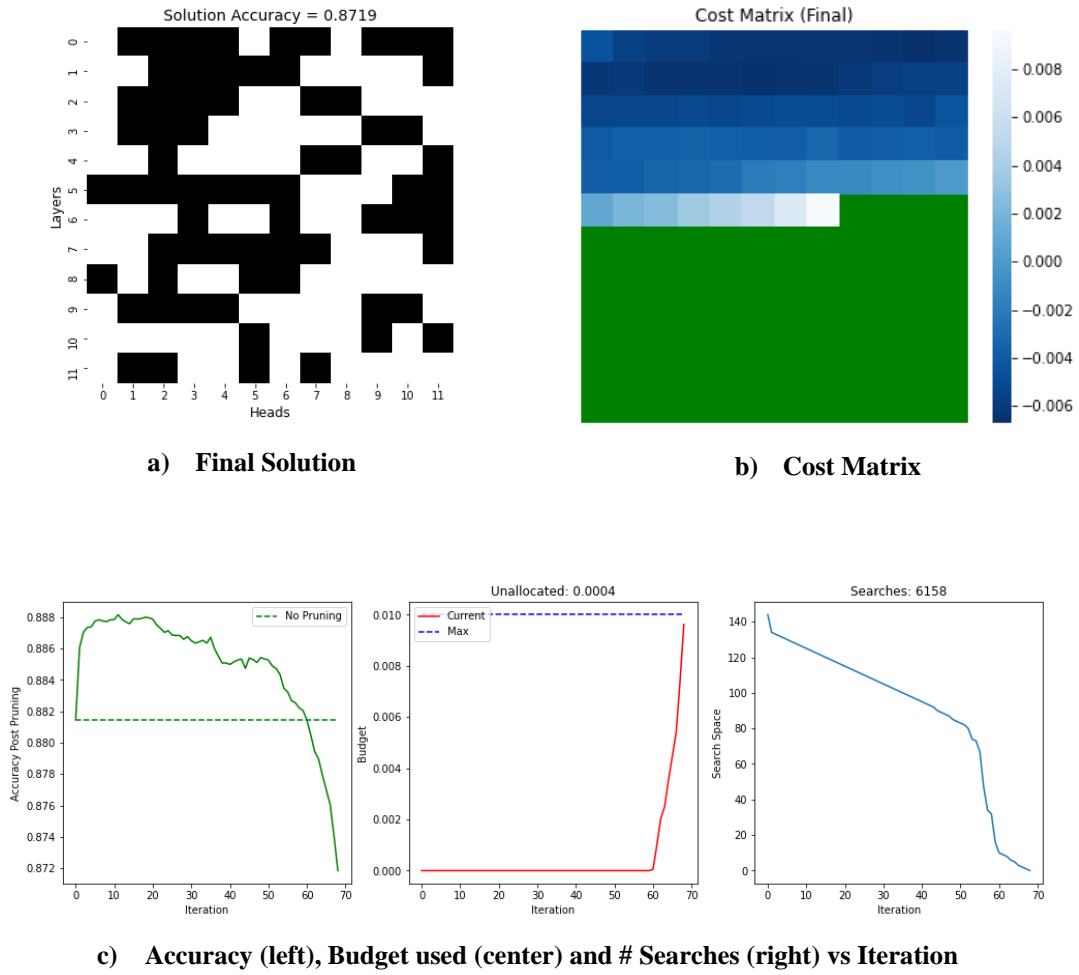 Solution Accuracy = 0.8719
Layers
0
1
2
3
4
5
6
7
8
9
10
11
0 1 2 3 4 5 6 7 8 9 10 11
Heads
a) Final Solution
Cost Matrix (Final)
0.008
0.006
0.004
0.002
0.000
−0.002
−0.004
−0.006
b) Cost Matrix
Accuracy Post Pruning
0.888
0.886
0.884
0.882
0.880
0.878
0.876
0.874
0.872
No Pruning
0 10 20 30 40 50 60 70
Iteration
Unallocated: 0.0004
Budget
0.010
0.008
0.006
0.004
0.002
0.000
Current
Max
0 10 20 30 40 50 60 70
Iteration
Searches: 6158
Search Space
140
120
100
80
60
40
20
0
0 10 20 30 40 50 60 70
Iteration
c) Accuracy (left), Budget used (center) and # Searches (right) vs Iteration